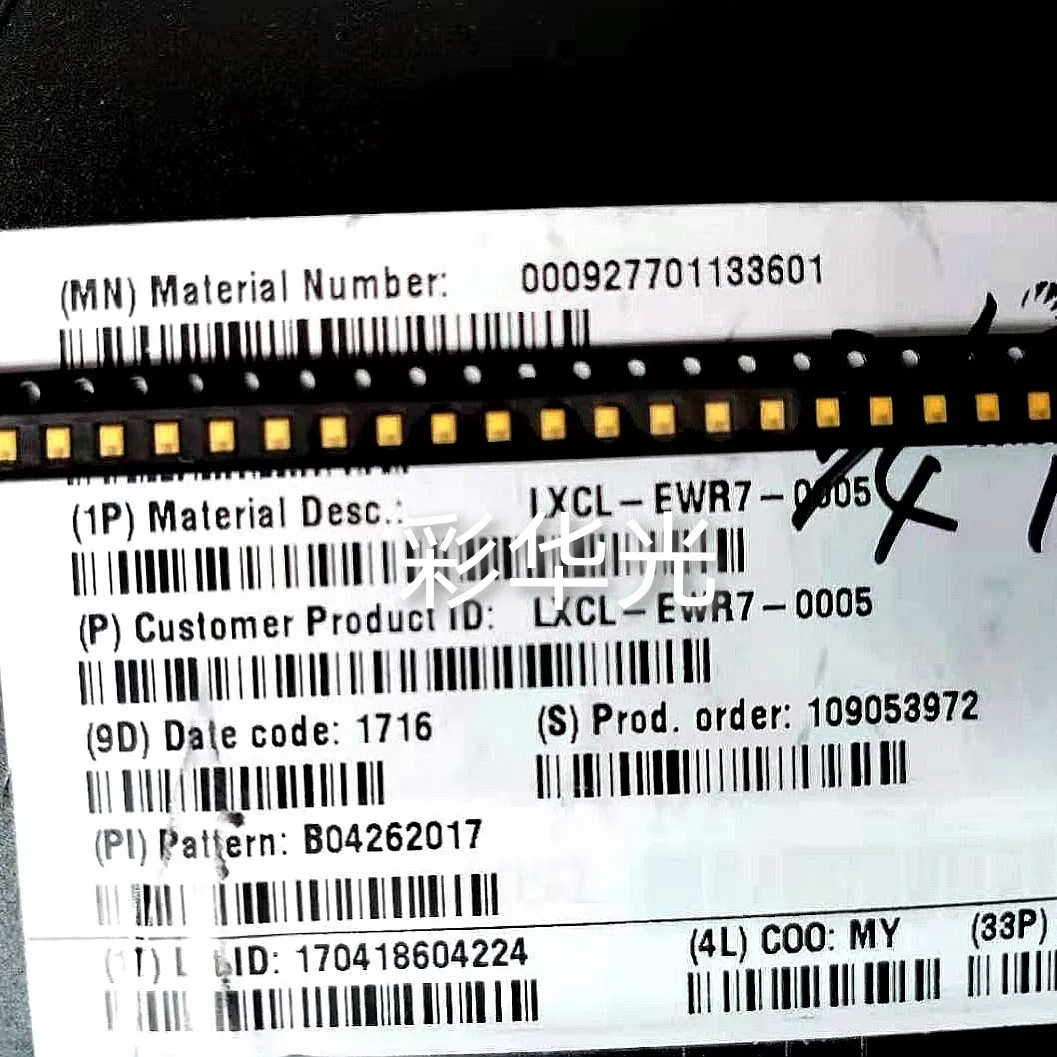 (MN) Material Number: 000927701133601
(1P) Material Desc.: LXCL-EWR7-0005
彩华光
(P) Customer Product ID: LXCL-EWR7-0005
(9D) Date code: 1716 (S) Prod. order: 109053972
(PI) Pattern: B04262017
ID: 170418604224 (4L) COO: MY (33P)